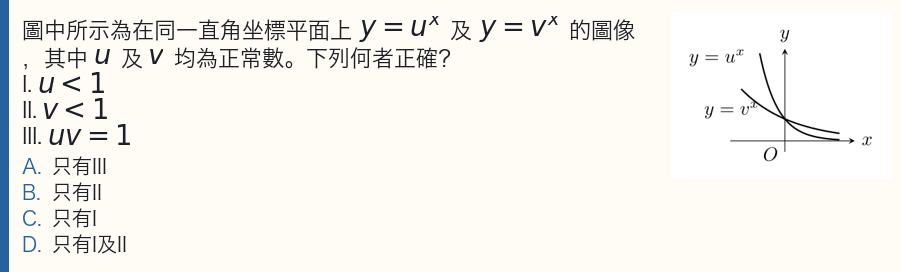 圖中所示為在同一直角坐標平面上 y = u^x 及 y = v^x 的圖像
，其中 u 及 v 均為正常數。下列何者正確?
I. u < 1
II. v < 1
III. uv = 1
A. 只有III
B. 只有II
C. 只有I
D. 只有I及II
y
y = u^x
y = v^x
x
O